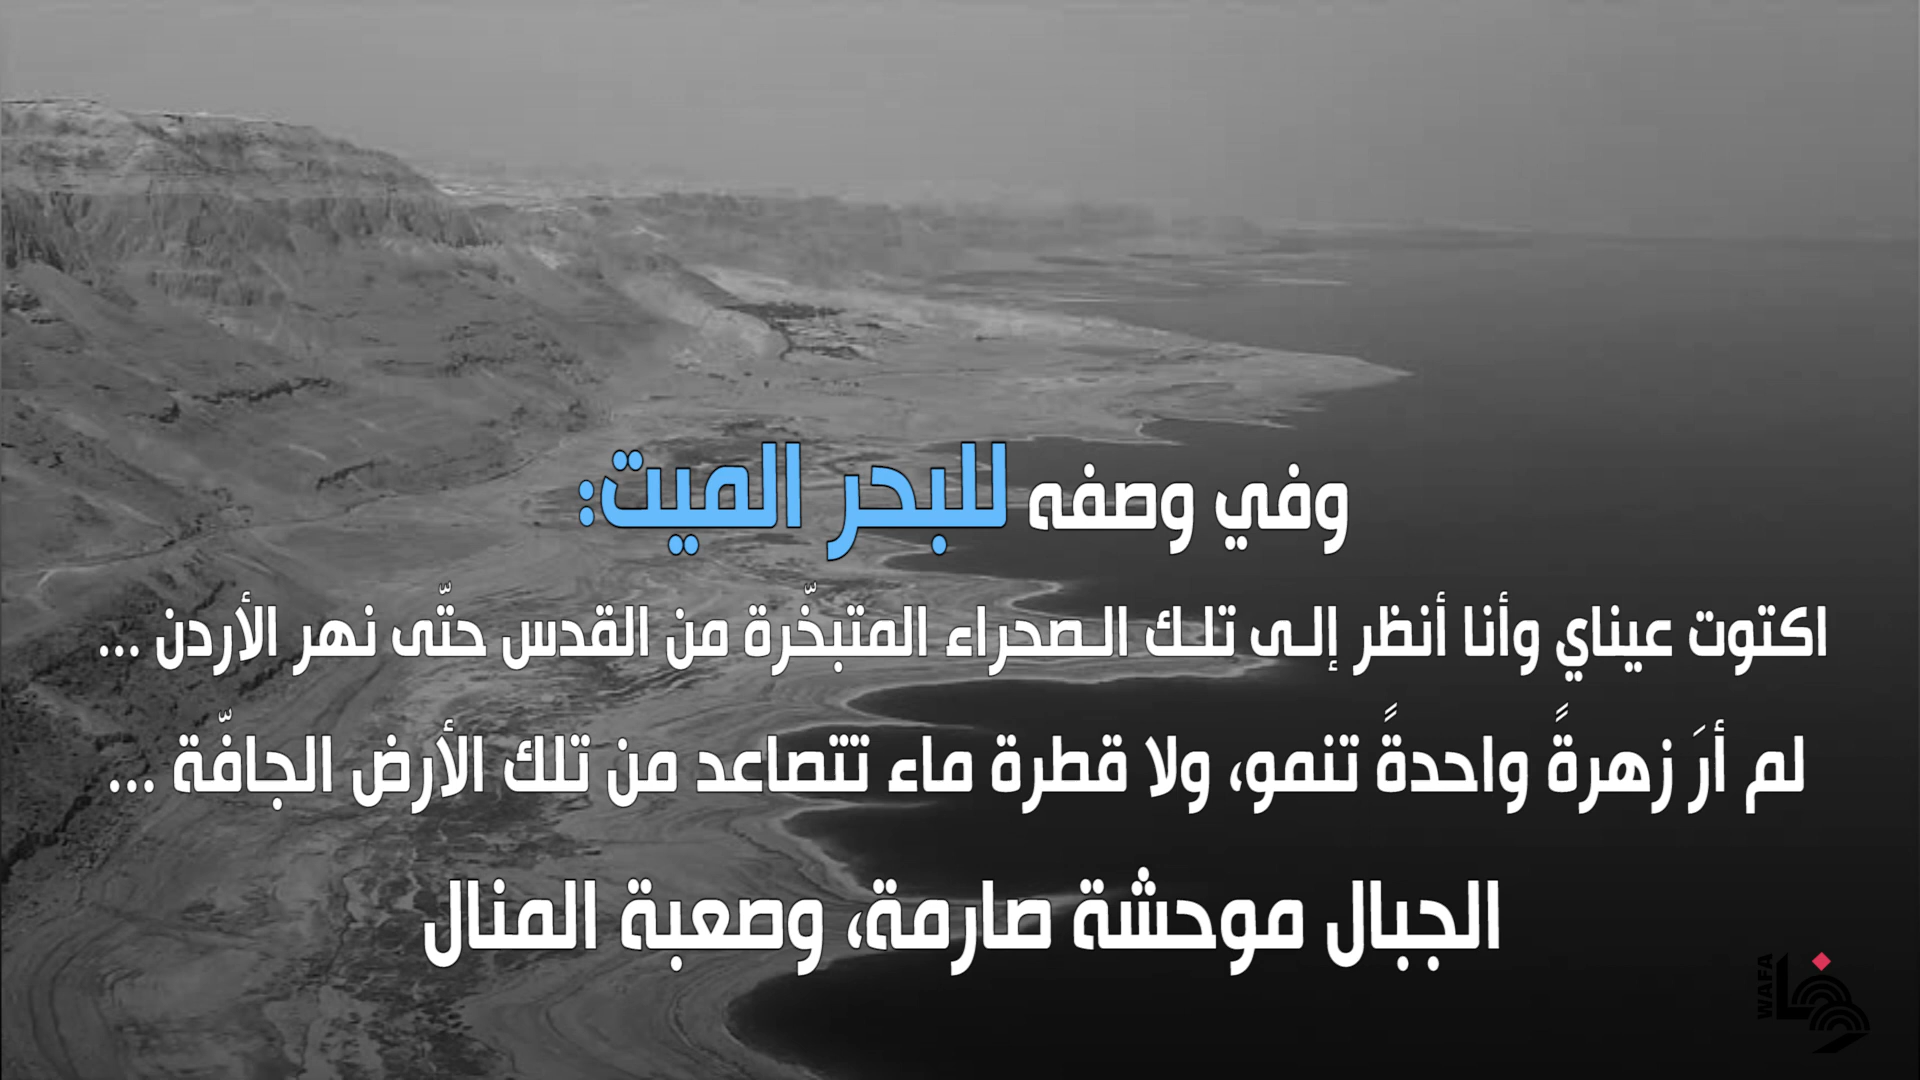 وفي وصفه للبحر الميت:
اكتوت عيناي وأنا أنظر إلى تلك الصحراء المتبخّرة من القدس حتّى نهر الأردن ...
لم أرَ زهرةً واحدةً تنمو، ولا قطرة ماء تتصاعد من تلك الأرض الجافّة ...
الجبال موحشة صارمة، وصعبة المنال
WAFA وفا